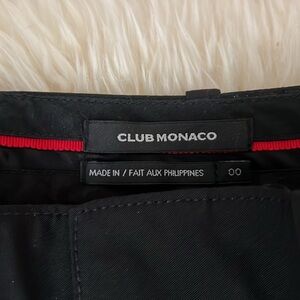 CLUB MONACO
MADE IN / FAIT AUX PHILIPPINES 00